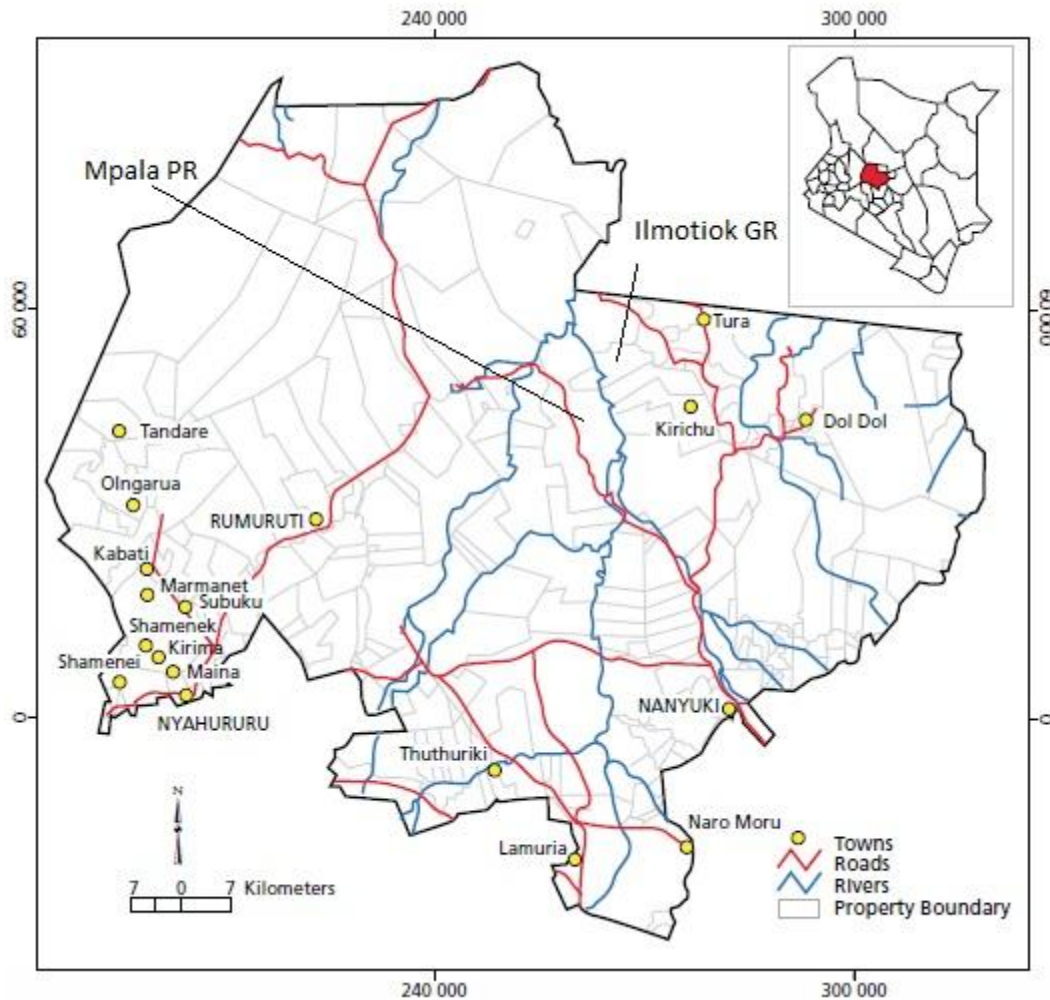 240 000
300 000
Mpala PR
Ilmotiok GR
60 000
60 000
Tura
Kirichu
Dol Dol
Tandare
Olngarua
RUMURUTI
Kabati
Marmanet
Subuku
Shamenek
Kirima
Shamenei
Maina
NYAHURURU
NANYUKI
0
0
Thuthuriki
Naro Moru
Lamuria
N
7 0 7 Kilometers
Towns
Roads
Rivers
Property Boundary
240 000
300 000